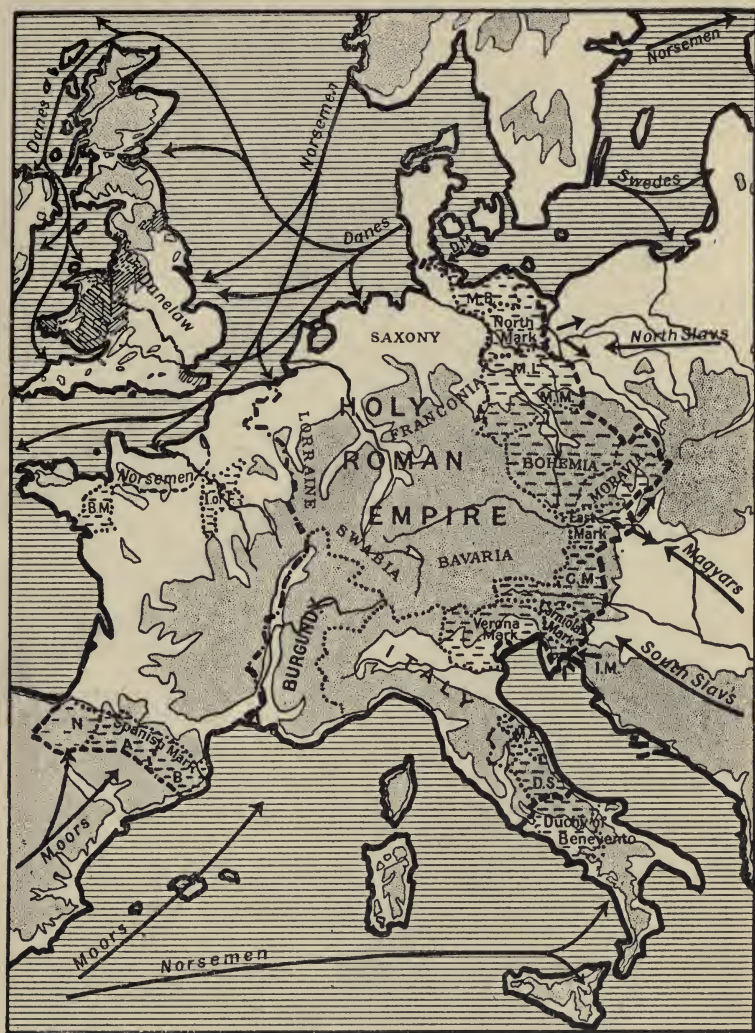 Norsemen
Danes
Norsemen
Swedes
Danes
D.M.
Danelaw
M.B.
North
Mark
North Slavs
SAXONY
M.L.
M.M.
HOLY
FRANCONIA
LORRAINE
ROMAN
BOHEMIA
MORAVIA
Norsemen
I. of F.
B.M.
EMPIRE
East
Mark
SWABIA
BAVARIA
Magyars
C.M.
Carniola
Mark
Verona
Mark
BURGUNDY
ITALY
I.M.
South Slavs
N
Spanish Mark
A
B
M.A.
D.S.
Duchy of
Benevento
Moors
Moors
Norsemen